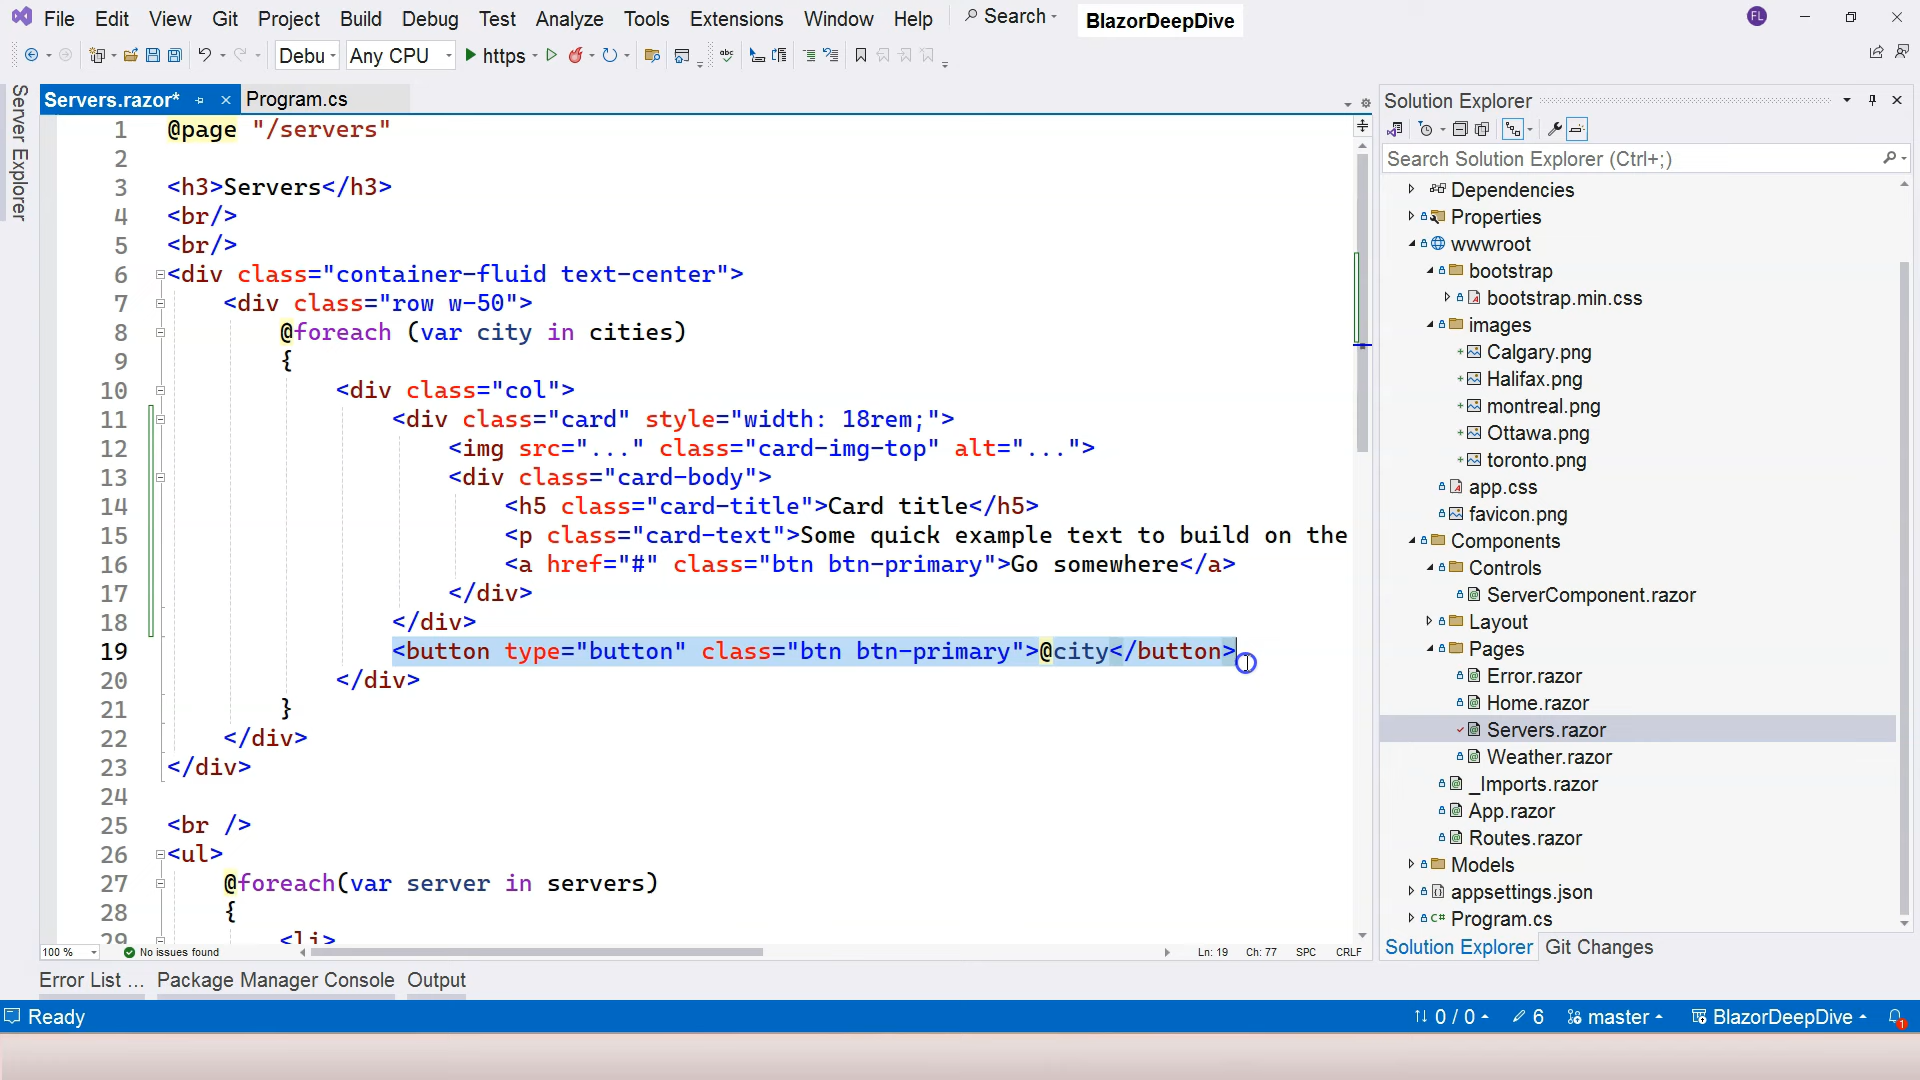 File Edit View Git Project Build Debug Test Analyze Tools Extensions Window Help Search BlazorDeepDive FL
Debu Any CPU https abc
Server Explorer
Servers.razor* Program.cs
1 @page "/servers"
2
3 <h3>Servers</h3>
4 <br/>
5 <br/>
6 <div class="container-fluid text-center">
7 <div class="row w-50">
8 @foreach (var city in cities)
9 {
10 <div class="col">
11 <div class="card" style="width: 18rem;">
12 <img src="..." class="card-img-top" alt="...">
13 <div class="card-body">
14 <h5 class="card-title">Card title</h5>
15 <p class="card-text">Some quick example text to build on the
16 <a href="#" class="btn btn-primary">Go somewhere</a>
17 </div>
18 </div>
19 <button type="button" class="btn btn-primary">@city</button>
20 </div>
21 }
22 </div>
23 </div>
24
25 <br />
26 <ul>
27 @foreach(var server in servers)
28 {
29 <li>
100 % No issues found Ln: 19 Ch: 77 SPC CRLF
Solution Explorer
Search Solution Explorer (Ctrl+;)
Dependencies
Properties
wwwroot
bootstrap
bootstrap.min.css
images
Calgary.png
Halifax.png
montreal.png
Ottawa.png
toronto.png
app.css
favicon.png
Components
Controls
ServerComponent.razor
Layout
Pages
Error.razor
Home.razor
Servers.razor
Weather.razor
_Imports.razor
App.razor
Routes.razor
Models
appsettings.json
C# Program.cs
Solution Explorer Git Changes
Error List ... Package Manager Console Output
Ready 0 / 0 6 master BlazorDeepDive 1